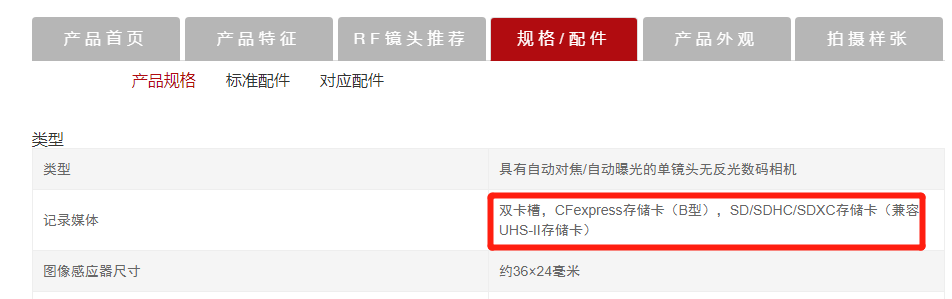 产品首页 产品特征 RF镜头推荐 规格/配件 产品外观 拍摄样张
产品规格 标准配件 对应配件
类型
类型 具有自动对焦/自动曝光的单镜头无反光数码相机
记录媒体 双卡槽，CFexpress存储卡（B型），SD/SDHC/SDXC存储卡（兼容
UHS-II存储卡）
图像感应器尺寸 约36×24毫米